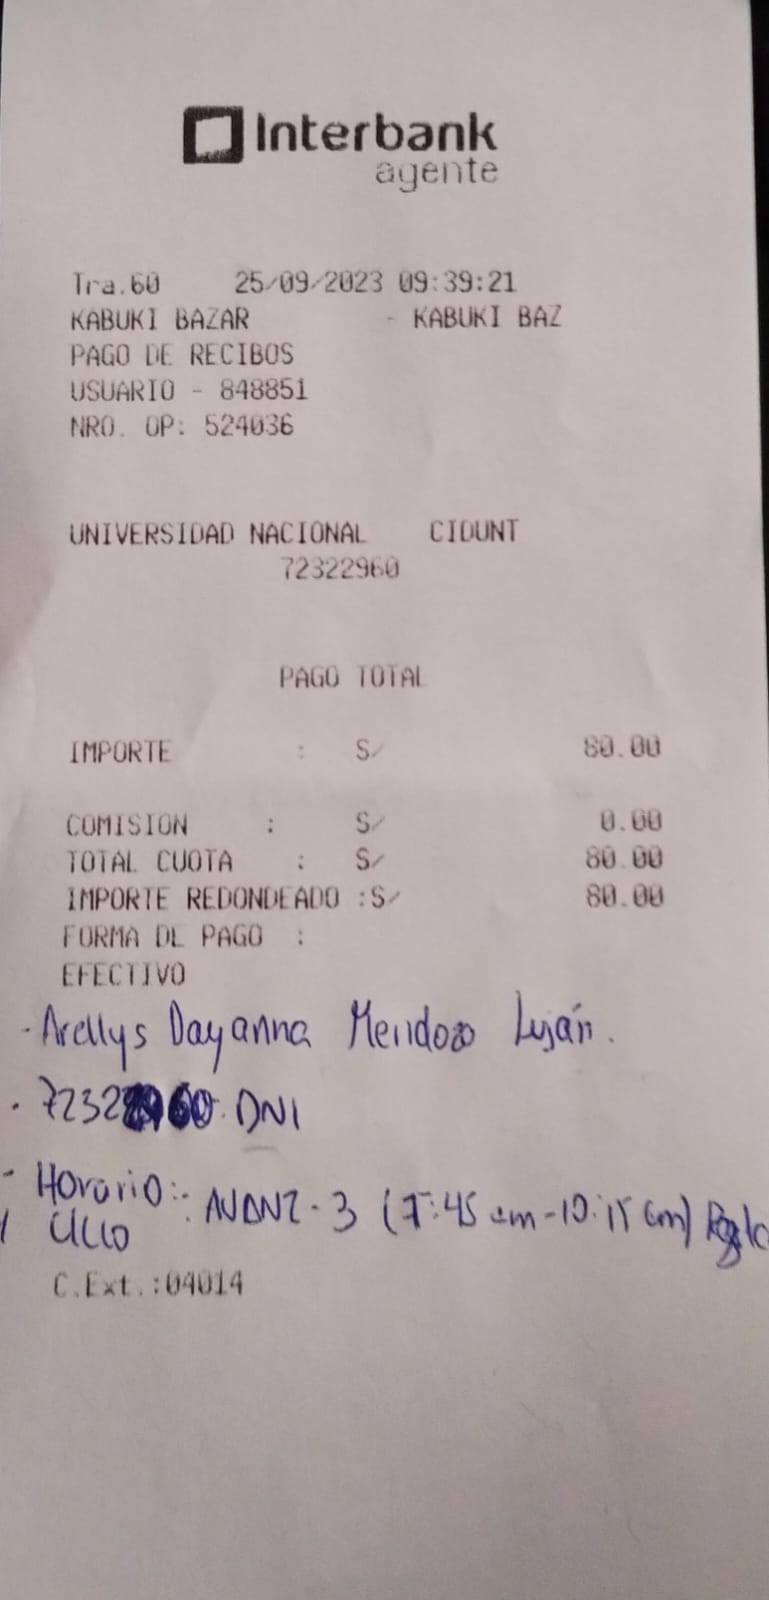 Interbank
agente
Tra.60 25/09/2023 09:39:21
KABUKI BAZAR - KABUKI BAZ
PAGO DE RECIBOS
USUARIO - 848851
NRO. OP: 524036
UNIVERSIDAD NACIONAL CIDUNT
72322960
PAGO TOTAL
IMPORTE : S/ 80.00
COMISION : S/ 0.00
TOTAL CUOTA : S/ 80.00
IMPORTE REDONDEADO :S/ 80.00
FORMA DE PAGO :
EFECTIVO
- Arellys Dayanna Mendoza Luján.
. 72322960. DNI
- Horario: AVANZ - 3 (7:45 am - 10:15 am)
y Ciclo
C.Ext.:04014